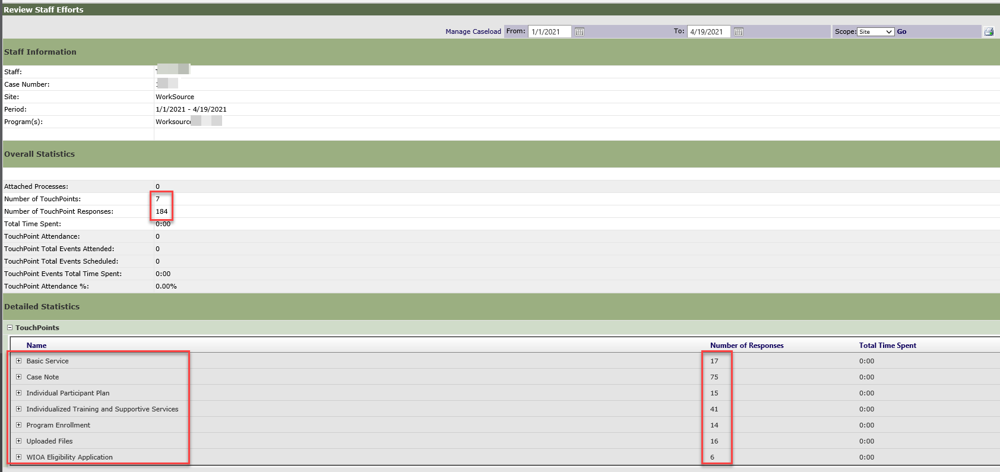 Review Staff Efforts
Manage Caseload From: 1/1/2021 To: 4/19/2021 Scope: Site Go
Staff Information
Staff:
Case Number:
Site: WorkSource
Period: 1/1/2021 - 4/19/2021
Program(s): Worksource
Overall Statistics
Attached Processes: 0
Number of TouchPoints: 7
Number of TouchPoint Responses: 184
Total Time Spent: 0:00
TouchPoint Attendance: 0
TouchPoint Total Events Attended: 0
TouchPoint Total Events Scheduled: 0
TouchPoint Events Total Time Spent: 0:00
TouchPoint Attendance %: 0.00%
Detailed Statistics
TouchPoints
Name Number of Responses Total Time Spent
Basic Service 17 0:00
Case Note 75 0:00
Individual Participant Plan 15 0:00
Individualized Training and Supportive Services 41 0:00
Program Enrollment 14 0:00
Uploaded Files 16 0:00
WIOA Eligibility Application 6 0:00